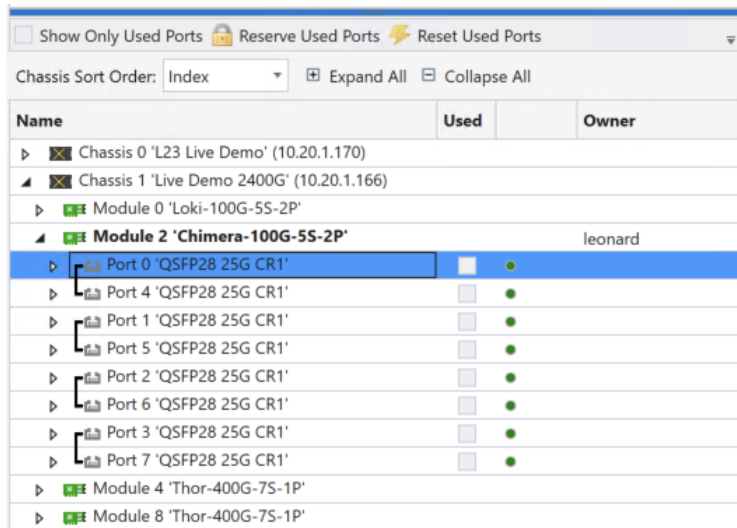 Show Only Used Ports Reserve Used Ports Reset Used Ports
Chassis Sort Order: Index Expand All Collapse All
Name Used Owner
Chassis 0 'L23 Live Demo' (10.20.1.170)
Chassis 1 'Live Demo 2400G' (10.20.1.166)
Module 0 'Loki-100G-5S-2P'
Module 2 'Chimera-100G-5S-2P' leonard
Port 0 'QSFP28 25G CR1'
Port 4 'QSFP28 25G CR1'
Port 1 'QSFP28 25G CR1'
Port 5 'QSFP28 25G CR1'
Port 2 'QSFP28 25G CR1'
Port 6 'QSFP28 25G CR1'
Port 3 'QSFP28 25G CR1'
Port 7 'QSFP28 25G CR1'
Module 4 'Thor-400G-7S-1P'
Module 8 'Thor-400G-7S-1P'